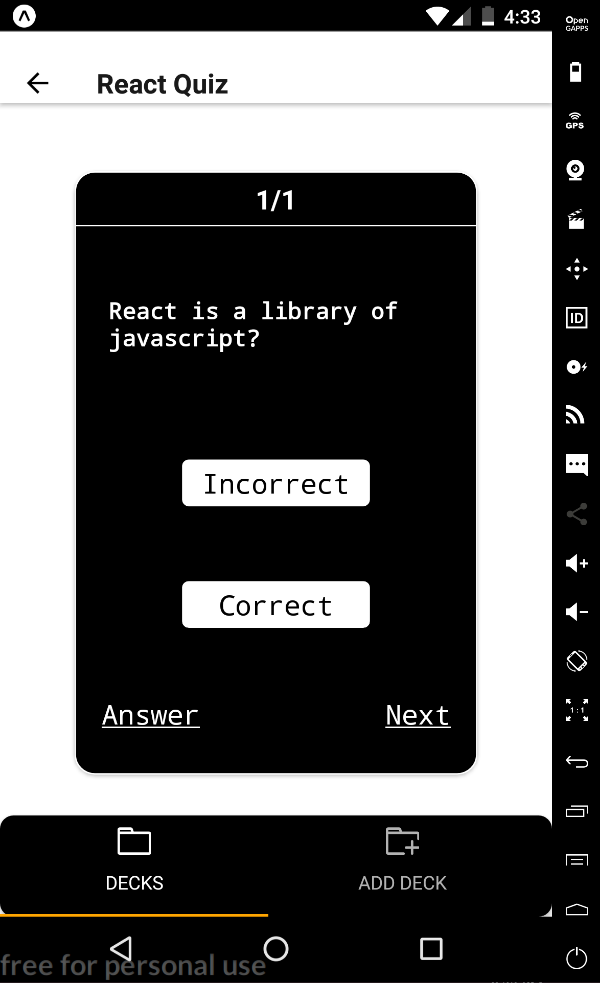 4:33
Open
GAPPS
React Quiz
GPS
1/1
React is a library of
javascript?
ID
Incorrect
Correct
Answer
Next
1:1
DECKS
ADD DECK
free for personal use